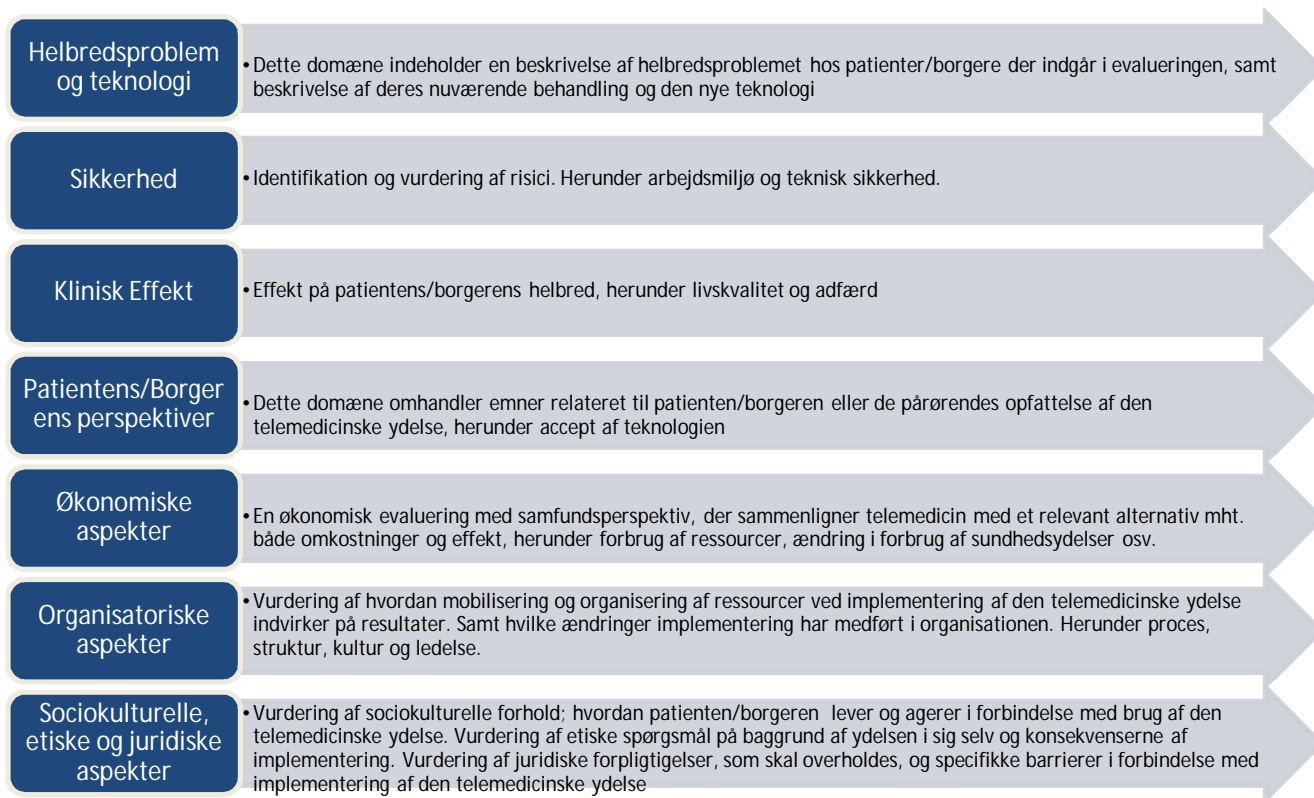 Helbredsproblem
og teknologi
• Dette domæne indeholder en beskrivelse af helbredsproblemet hos patienter/borgere der indgår i evalueringen, samt
beskrivelse af deres nuværende behandling og den nye teknologi
Sikkerhed
• Identifikation og vurdering af risici. Herunder arbejdsmiljø og teknisk sikkerhed.
Klinisk Effekt
• Effekt på patientens/borgerens helbred, herunder livskvalitet og adfærd
Patientens/Borger
ens perspektiver
• Dette domæne omhandler emner relateret til patienten/borgeren eller de pårørendes opfattelse af den
telemedicinske ydelse, herunder accept af teknologien
Økonomiske
aspekter
• En økonomisk evaluering med samfundsperspektiv, der sammenligner telemedicin med et relevant alternativ mht.
både omkostninger og effekt, herunder forbrug af ressourcer, ændring i forbrug af sundhedsydelser osv.
Organisatoriske
aspekter
• Vurdering af hvordan mobilisering og organisering af ressourcer ved implementering af den telemedicinske ydelse
indvirker på resultater. Samt hvilke ændringer implementering har medført i organisationen. Herunder proces,
struktur, kultur og ledelse.
Sociokulturelle,
etiske og juridiske
aspekter
• Vurdering af sociokulturelle forhold; hvordan patienten/borgeren lever og agerer i forbindelse med brug af den
telemedicinske ydelse. Vurdering af etiske spørgsmål på baggrund af ydelsen i sig selv og konsekvenserne af
implementering. Vurdering af juridiske forpligtigelser, som skal overholdes, og specifikke barrierer i forbindelse med
implementering af den telemedicinske ydelse